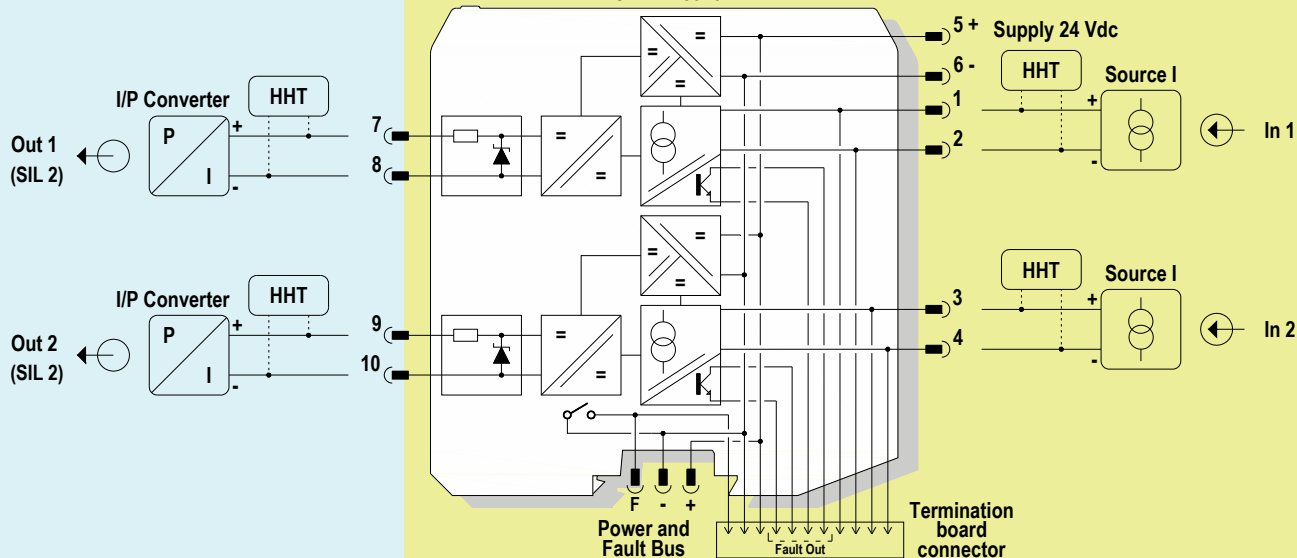 5 + Supply 24 Vdc
=
=
=
6 -
HHT
Source I
I/P Converter
HHT
1
+
P
+
7
=
In 1
Out 1
(SIL 2)
8
2
I
-
=
-
=
=
=
HHT
Source I
I/P Converter
HHT
3
+
P
+
9
=
In 2
Out 2
(SIL 2)
10
4
I
-
=
-
F - +
Power and
Fault Bus
Fault Out
Termination
board
connector